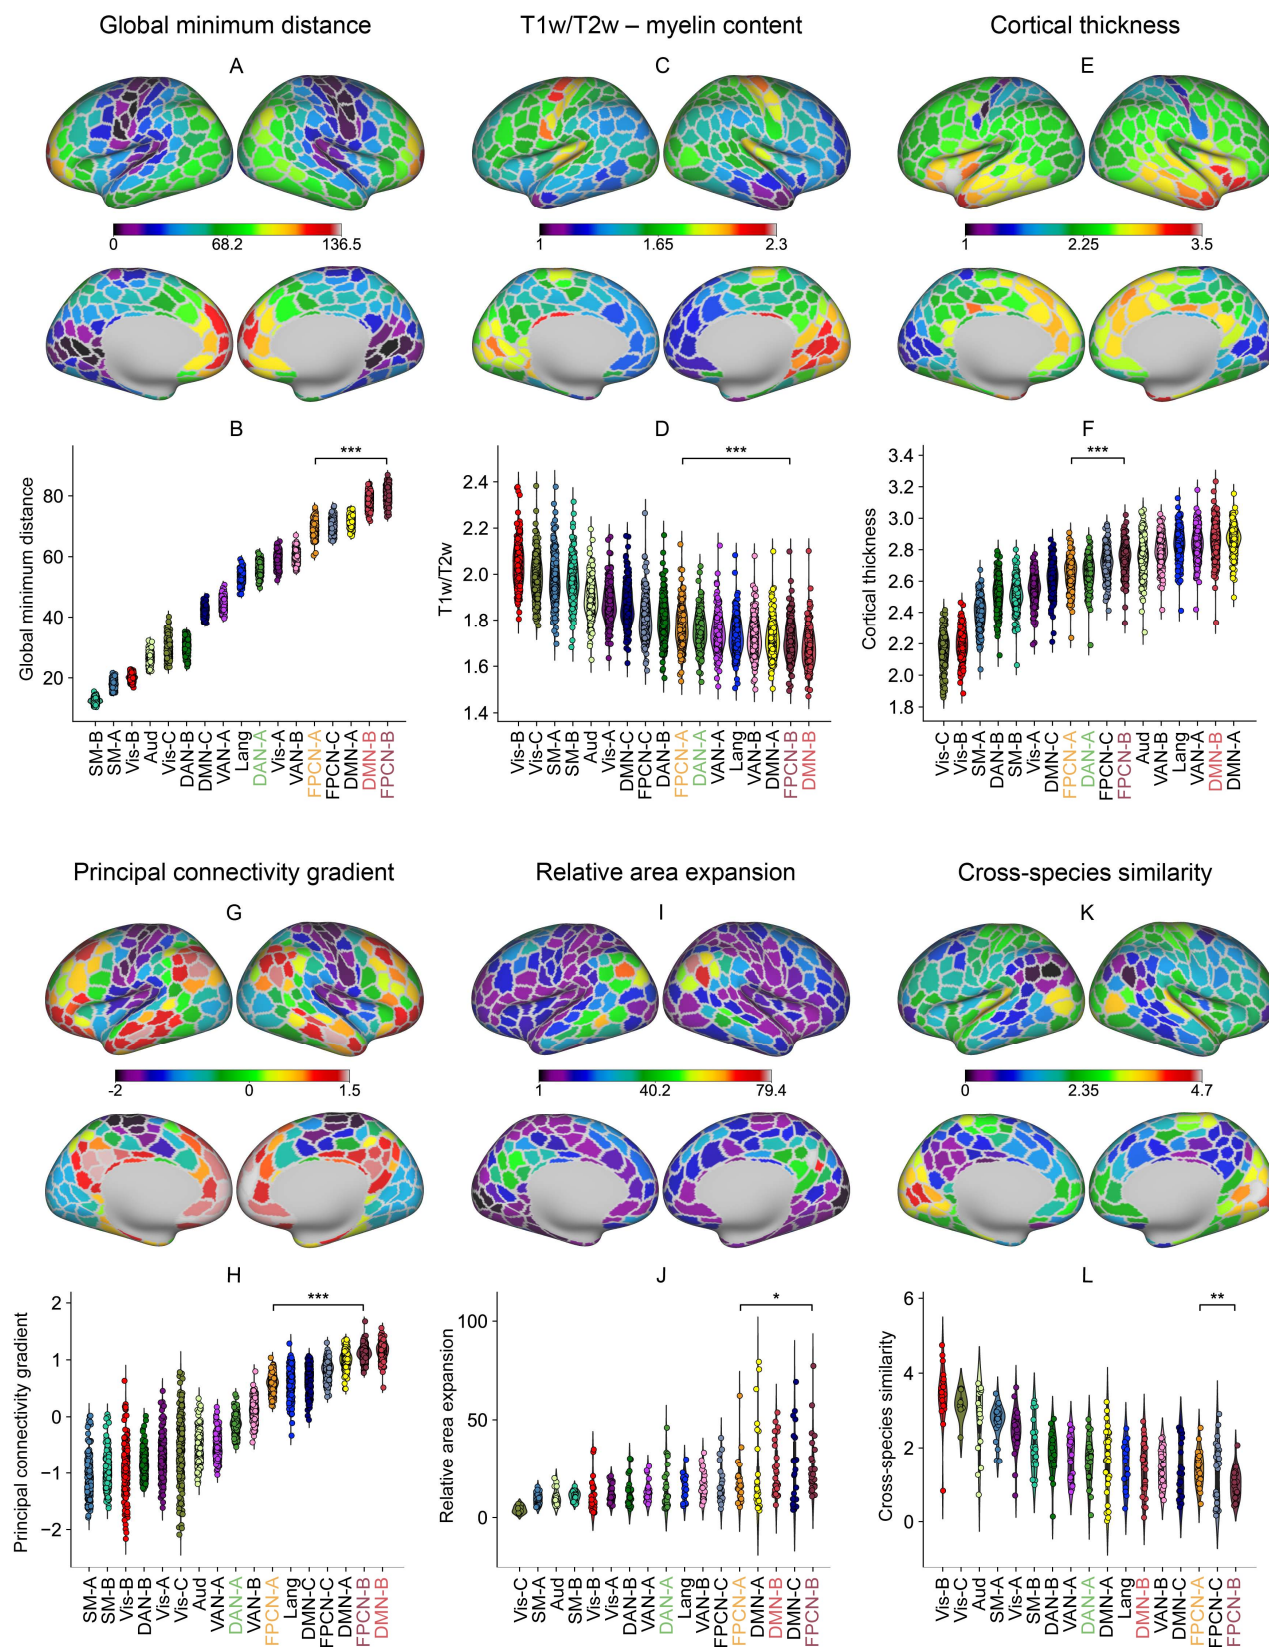 Global minimum distance
T1w/T2w – myelin content
Cortical thickness
A
C
E
0 68.2 136.5
1 1.65 2.3
1 2.25 3.5
B
Global minimum distance
80
60
40
20
***
SM-B
SM-A
Vis-B
Aud
Vis-C
DAN-B
DMN-C
VAN-A
Lang
DAN-A
Vis-A
VAN-B
FPCN-A
FPCN-C
DMN-A
DMN-B
FPCN-B
D
T1w/T2w
2.4
2.2
2.0
1.8
1.6
1.4
***
Vis-B
Vis-C
SM-A
SM-B
Aud
Vis-A
DMN-C
FPCN-C
DAN-B
FPCN-A
DAN-A
VAN-A
Lang
VAN-B
DMN-A
FPCN-B
DMN-B
F
Cortical thickness
3.4
3.2
3.0
2.8
2.6
2.4
2.2
2.0
1.8
***
Vis-C
Vis-B
SM-A
DAN-B
SM-B
Vis-A
DMN-C
FPCN-A
DAN-A
FPCN-C
FPCN-B
Aud
VAN-B
Lang
VAN-A
DMN-B
DMN-A
Principal connectivity gradient
Relative area expansion
Cross-species similarity
G
I
K
-2 0 1.5
1 40.2 79.4
0 2.35 4.7
H
Principal connectivity gradient
2
1
0
−1
−2
***
SM-A
SM-B
Vis-B
DAN-B
Vis-A
Vis-C
Aud
VAN-A
DAN-A
VAN-B
FPCN-A
Lang
DMN-C
FPCN-C
DMN-A
FPCN-B
DMN-B
J
Relative area expansion
100
50
0
*
Vis-C
SM-A
Aud
SM-B
Vis-B
Vis-A
DAN-B
VAN-A
DAN-A
Lang
VAN-B
FPCN-C
FPCN-A
DMN-A
DMN-B
DMN-C
FPCN-B
L
Cross-species similarity
6
4
2
0
**
Vis-B
Vis-C
Aud
SM-A
Vis-A
SM-B
DAN-B
VAN-A
DAN-A
DMN-A
Lang
DMN-B
VAN-B
DMN-C
FPCN-A
FPCN-C
FPCN-B